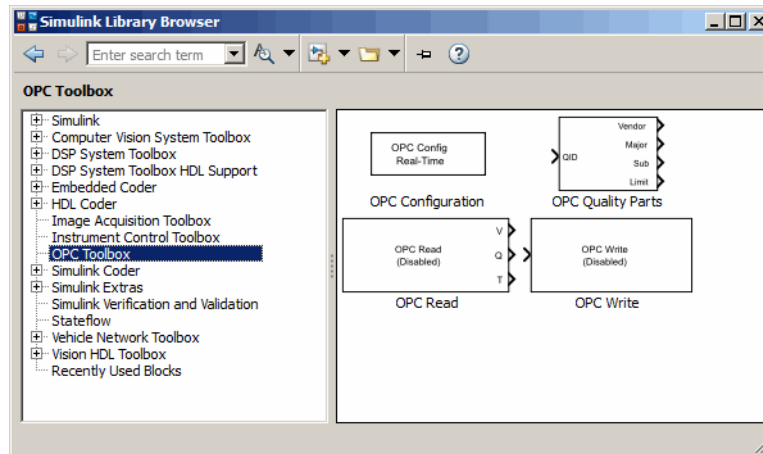 Simulink Library Browser
Enter search term
OPC Toolbox
Simulink
Computer Vision System Toolbox
DSP System Toolbox
DSP System Toolbox HDL Support
Embedded Coder
HDL Coder
Image Acquisition Toolbox
Instrument Control Toolbox
OPC Toolbox
Simulink Coder
Simulink Extras
Simulink Verification and Validation
Stateflow
Vehicle Network Toolbox
Vision HDL Toolbox
Recently Used Blocks
OPC Config
Real-Time
OPC Configuration
QID
Vendor
Major
Sub
Limit
OPC Quality Parts
OPC Read
(Disabled)
V
Q
T
OPC Read
OPC Write
(Disabled)
OPC Write